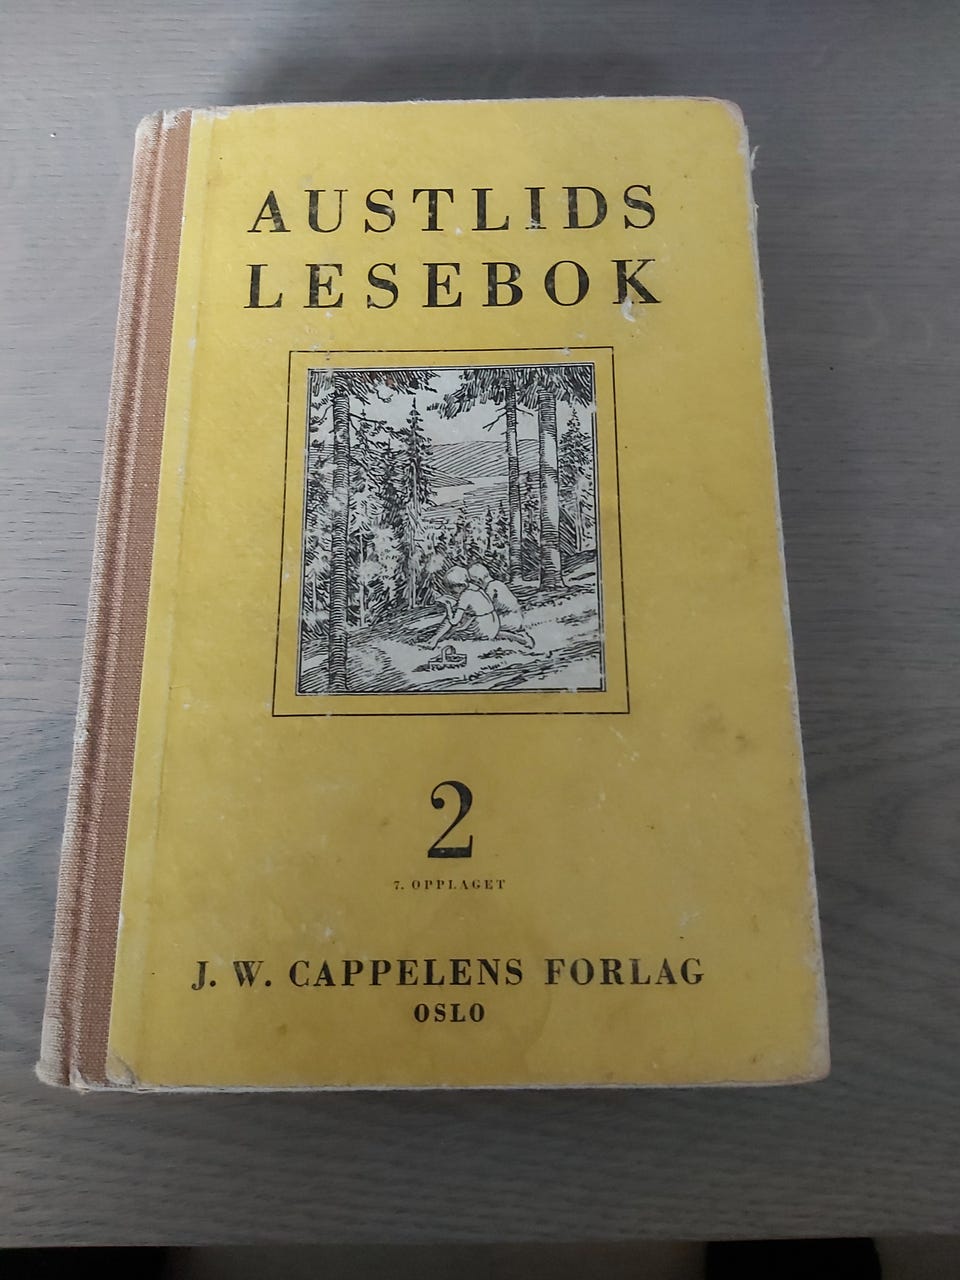 AUSTLIDS
LESEBOK
2
7. OPPLAGET
J. W. CAPPELENS FORLAG
OSLO